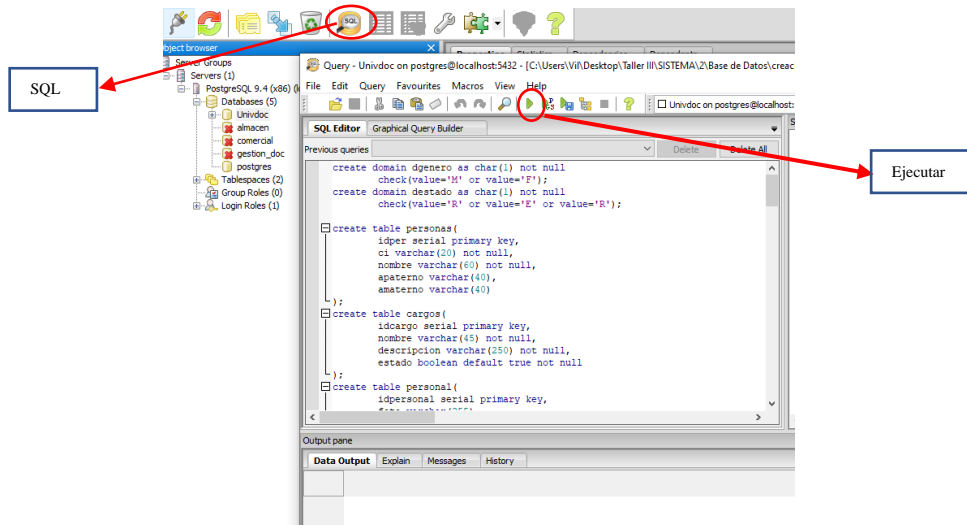 SQL
bject browser
Server Groups
Servers (1)
PostgreSQL 9.4 (x86) (l
Databases (5)
Univdoc
almacen
comercial
gestion_doc
postgres
Tablespaces (2)
Group Roles (0)
Login Roles (1)
SQL
Query - Univdoc on postgres@localhost:5432 - [C:\Users\Vil\Desktop\Taller III\SISTEMA\2\Base de Datos\creac
File Edit Query Favourites Macros View Help
Univdoc on postgres@localhost:
SQL Editor Graphical Query Builder
Previous queries Delete Delete All
create domain dgenero as char(1) not null
check(value='M' or value='F');
create domain destado as char(1) not null
check(value='R' or value='E' or value='R');
create table personas(
idper serial primary key,
ci varchar(20) not null,
nombre varchar(60) not null,
apaterno varchar(40),
amaterno varchar(40)
);
create table cargos(
idcargo serial primary key,
nombre varchar(45) not null,
descripcion varchar(250) not null,
estado boolean default true not null
);
create table personal(
idpersonal serial primary key,
Output pane
Data Output Explain Messages History
Ejecutar